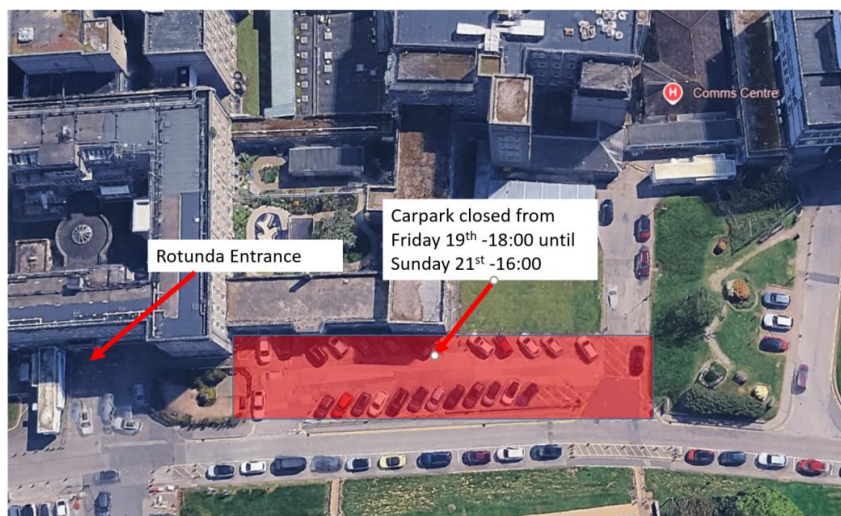 H Comms Centre
Carpark closed from
Friday 19th -18:00 until
Sunday 21st -16:00
Rotunda Entrance